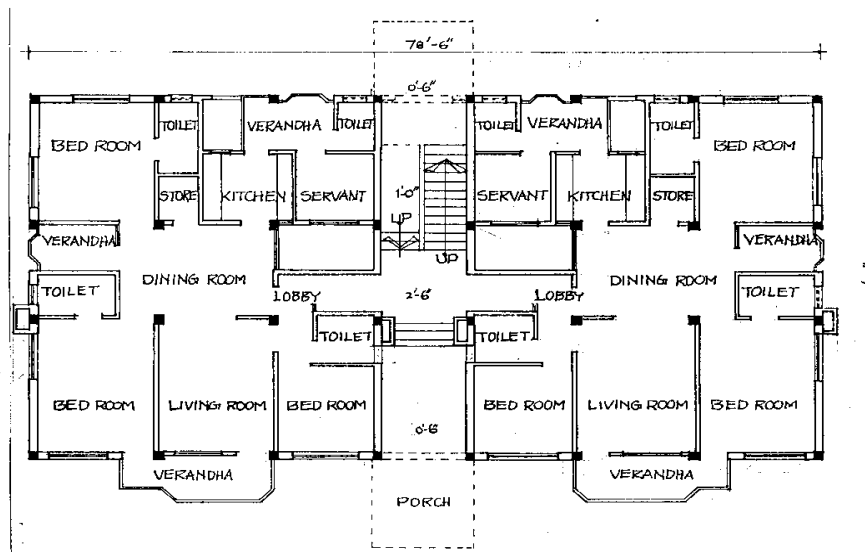 78'-6"
0'-6"
TOILET
VERANDHA
TOILET
TOILET
VERANDHA
TOILET
BED ROOM
BED ROOM
STORE
KITCHEN
SERVANT
1'-0"
SERVANT
KITCHEN
STORE
UP
VERANDHA
VERANDHA
UP
DINING ROOM
DINING ROOM
TOILET
LOBBY
2'-6"
LOBBY
TOILET
TOILET
TOILET
BED ROOM
LIVING ROOM
BED ROOM
BED ROOM
LIVING ROOM
BED ROOM
0'-6
VERANDHA
VERANDHA
PORCH